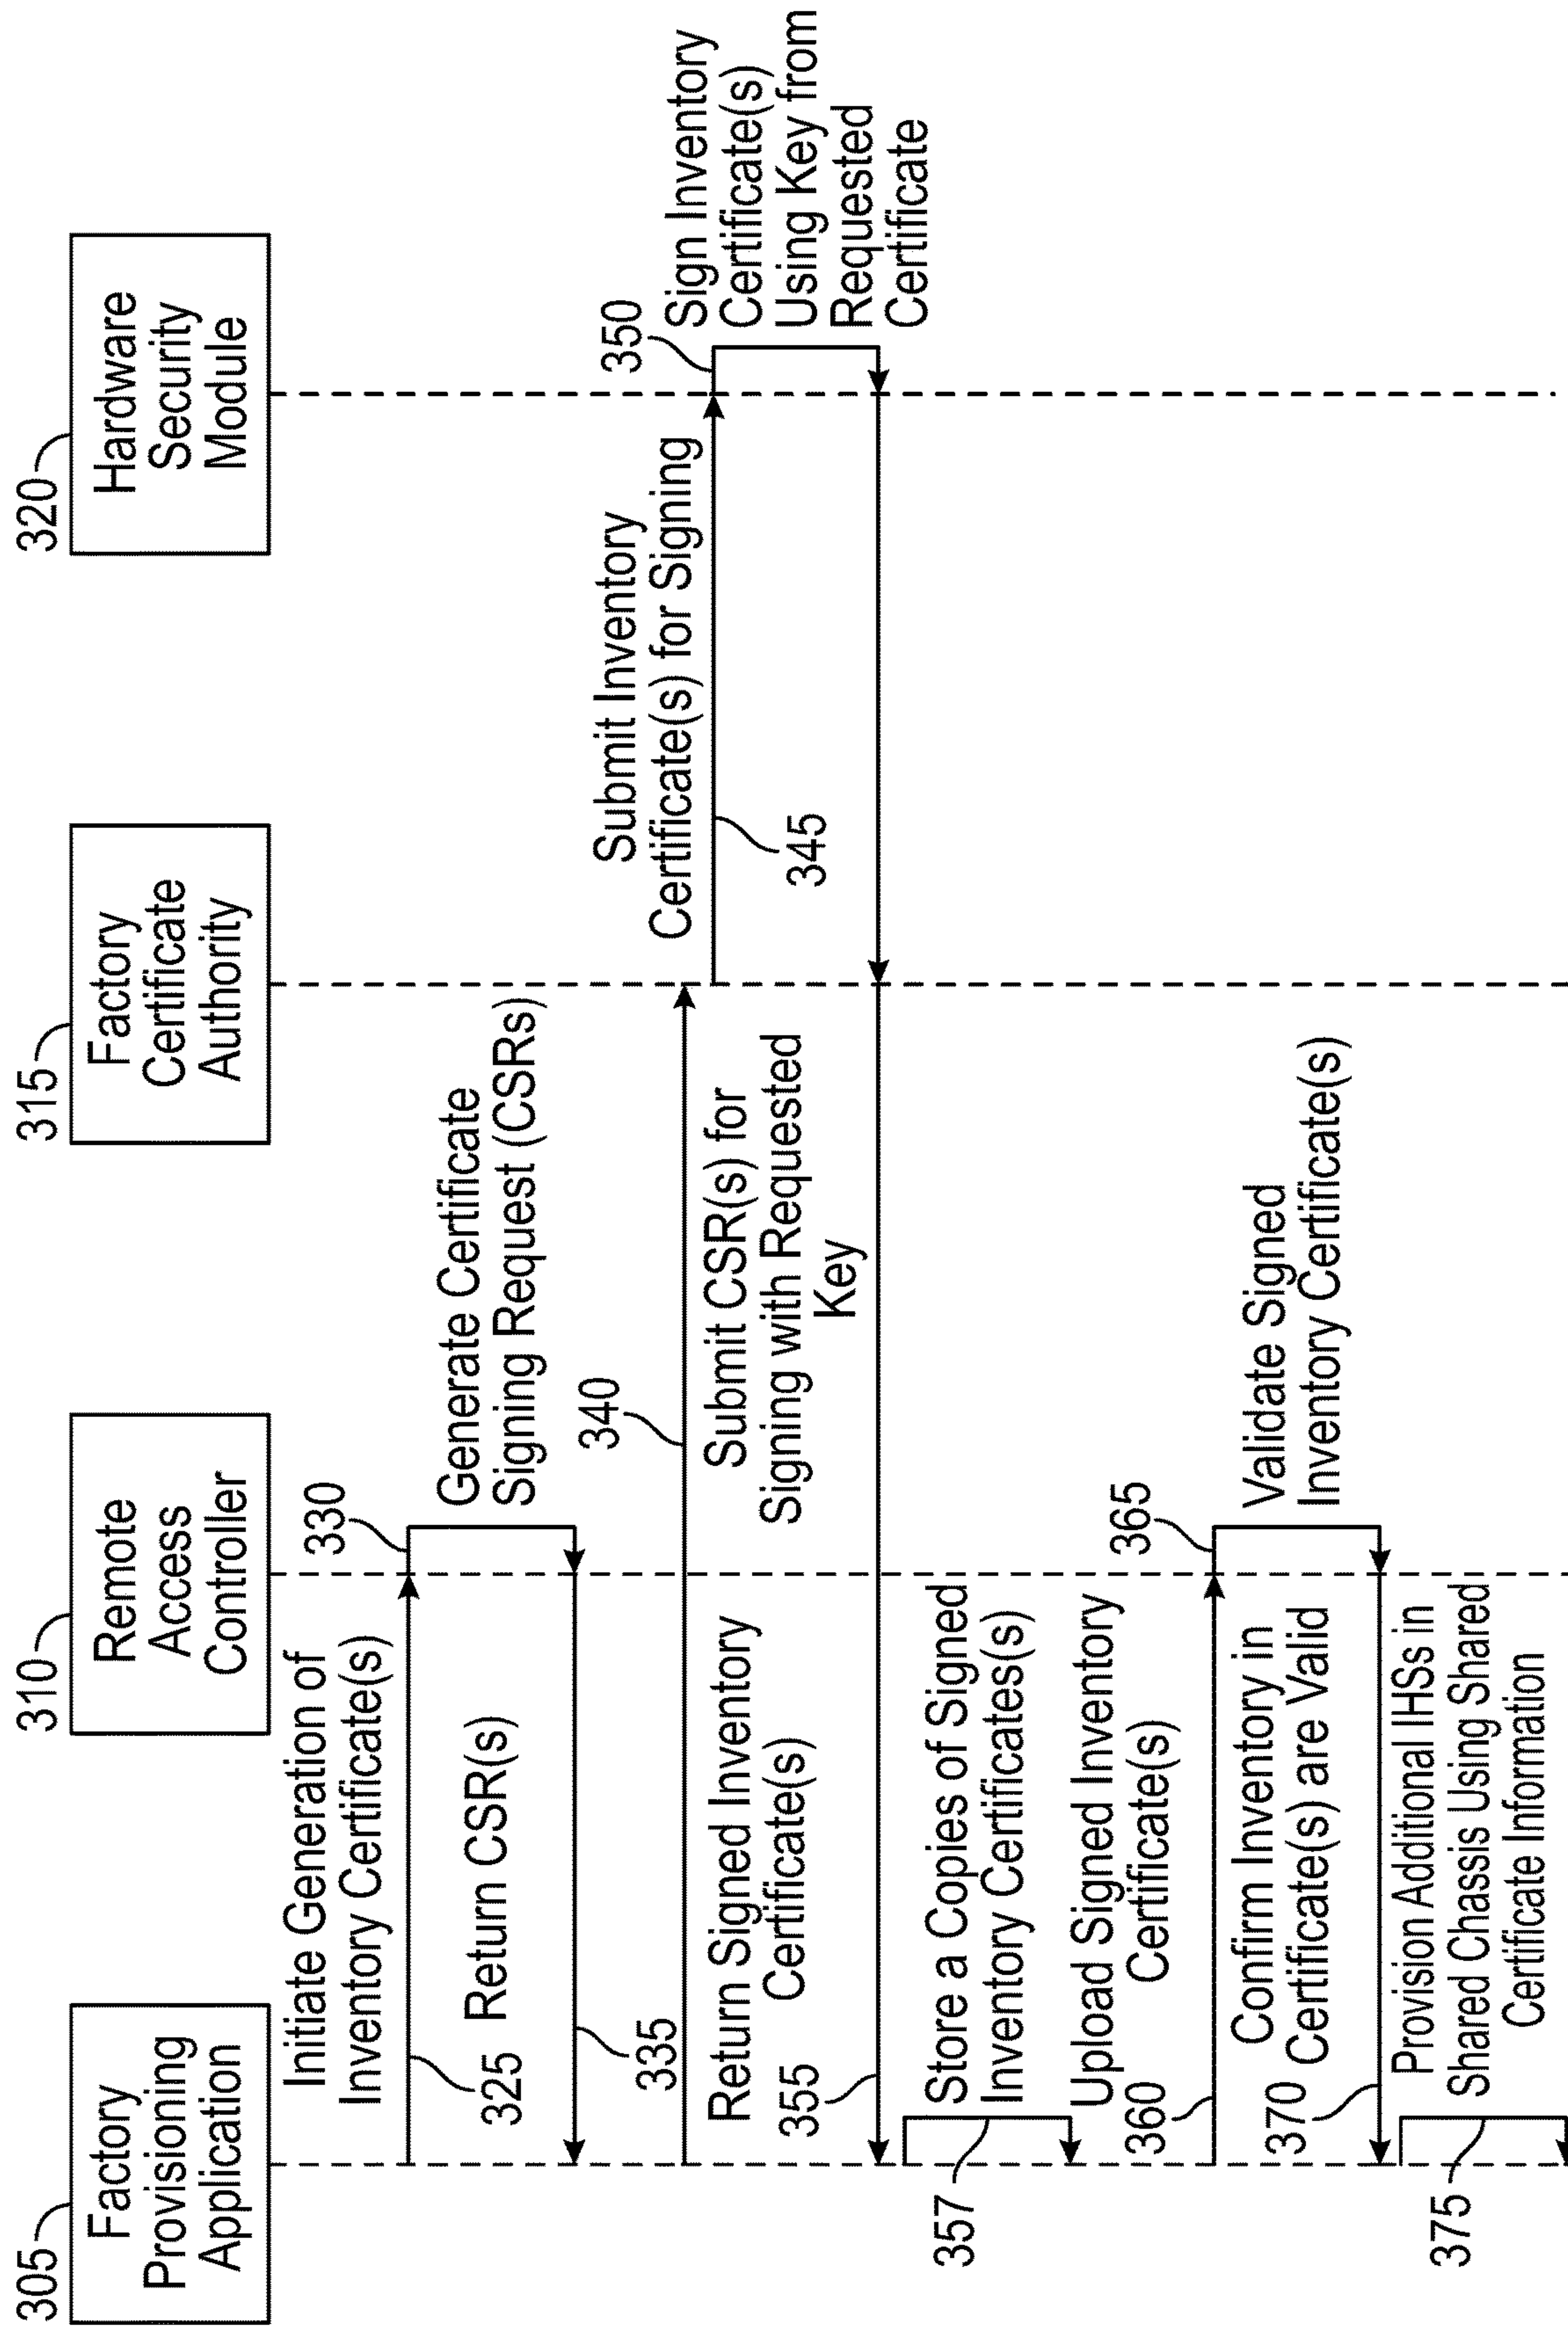 305
Factory
Provisioning
Application
310
Remote
Access
Controller
315
Factory
Certificate
Authority
320
Hardware
Security
Module
Initiate Generation of
Inventory Certificate(s)
325
330
Generate Certificate
Signing Request (CSRs)
Return CSR(s)
335
340
Submit CSR(s) for
Signing with Requested
Key
Submit Inventory
Certificate(s) for Signing
345
350
Sign Inventory
Certificate(s)
Using Key from
Requested
Certificate
Return Signed Inventory
Certificate(s)
355
Store a Copies of Signed
Inventory Certificates(s)
357
Upload Signed Inventory
Certificate(s)
360
365
Validate Signed
Inventory Certificate(s)
Confirm Inventory in
Certificate(s) are Valid
370
Provision Additional IHSs in
Shared Chassis Using Shared
Certificate Information
375